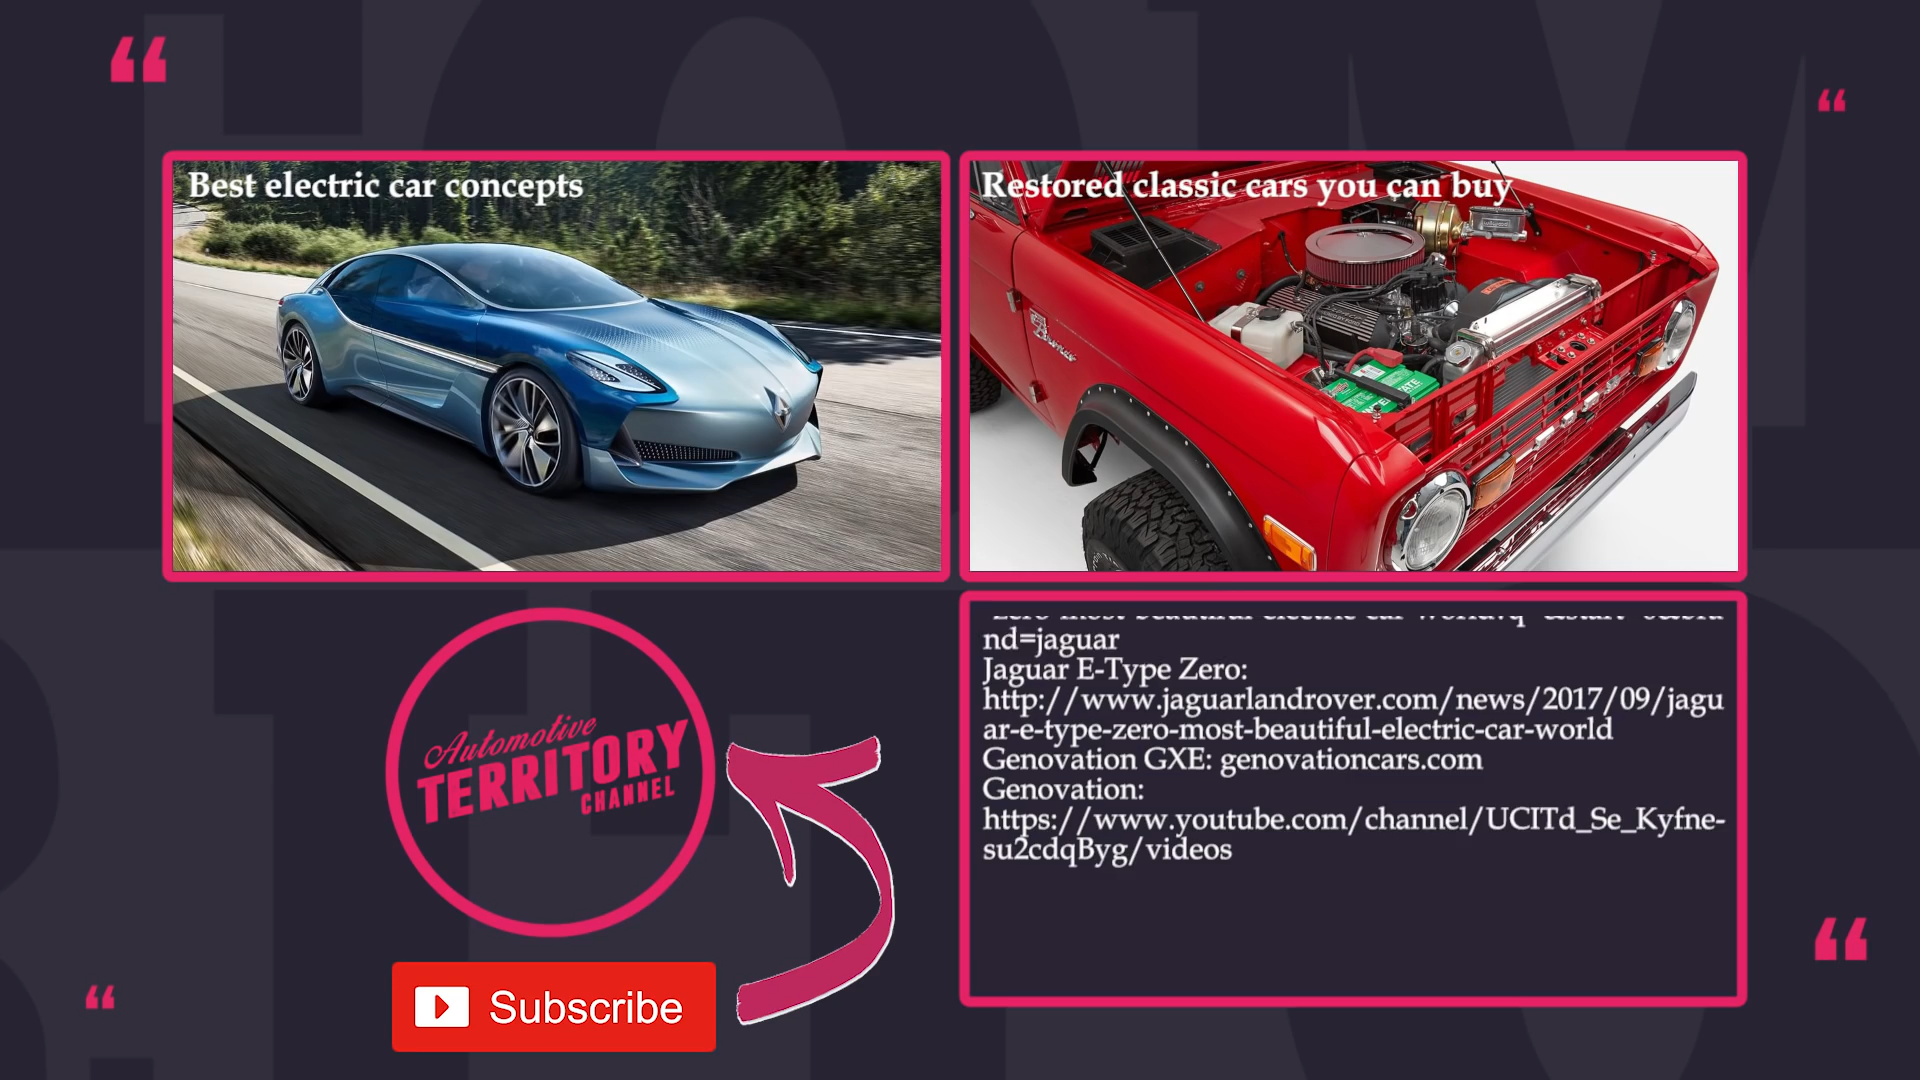 Best electric car concepts
Restored classic cars you can buy
nd=jaguar
Jaguar E-Type Zero:
http://www.jaguarlandrover.com/news/2017/09/jagu
ar-e-type-zero-most-beautiful-electric-car-world
Genovation GXE: genovationcars.com
Genovation:
https://www.youtube.com/channel/UCITd_Se_Kyfne-
su2cdqByg/videos
Automotive
TERRITORY
CHANNEL
Subscribe